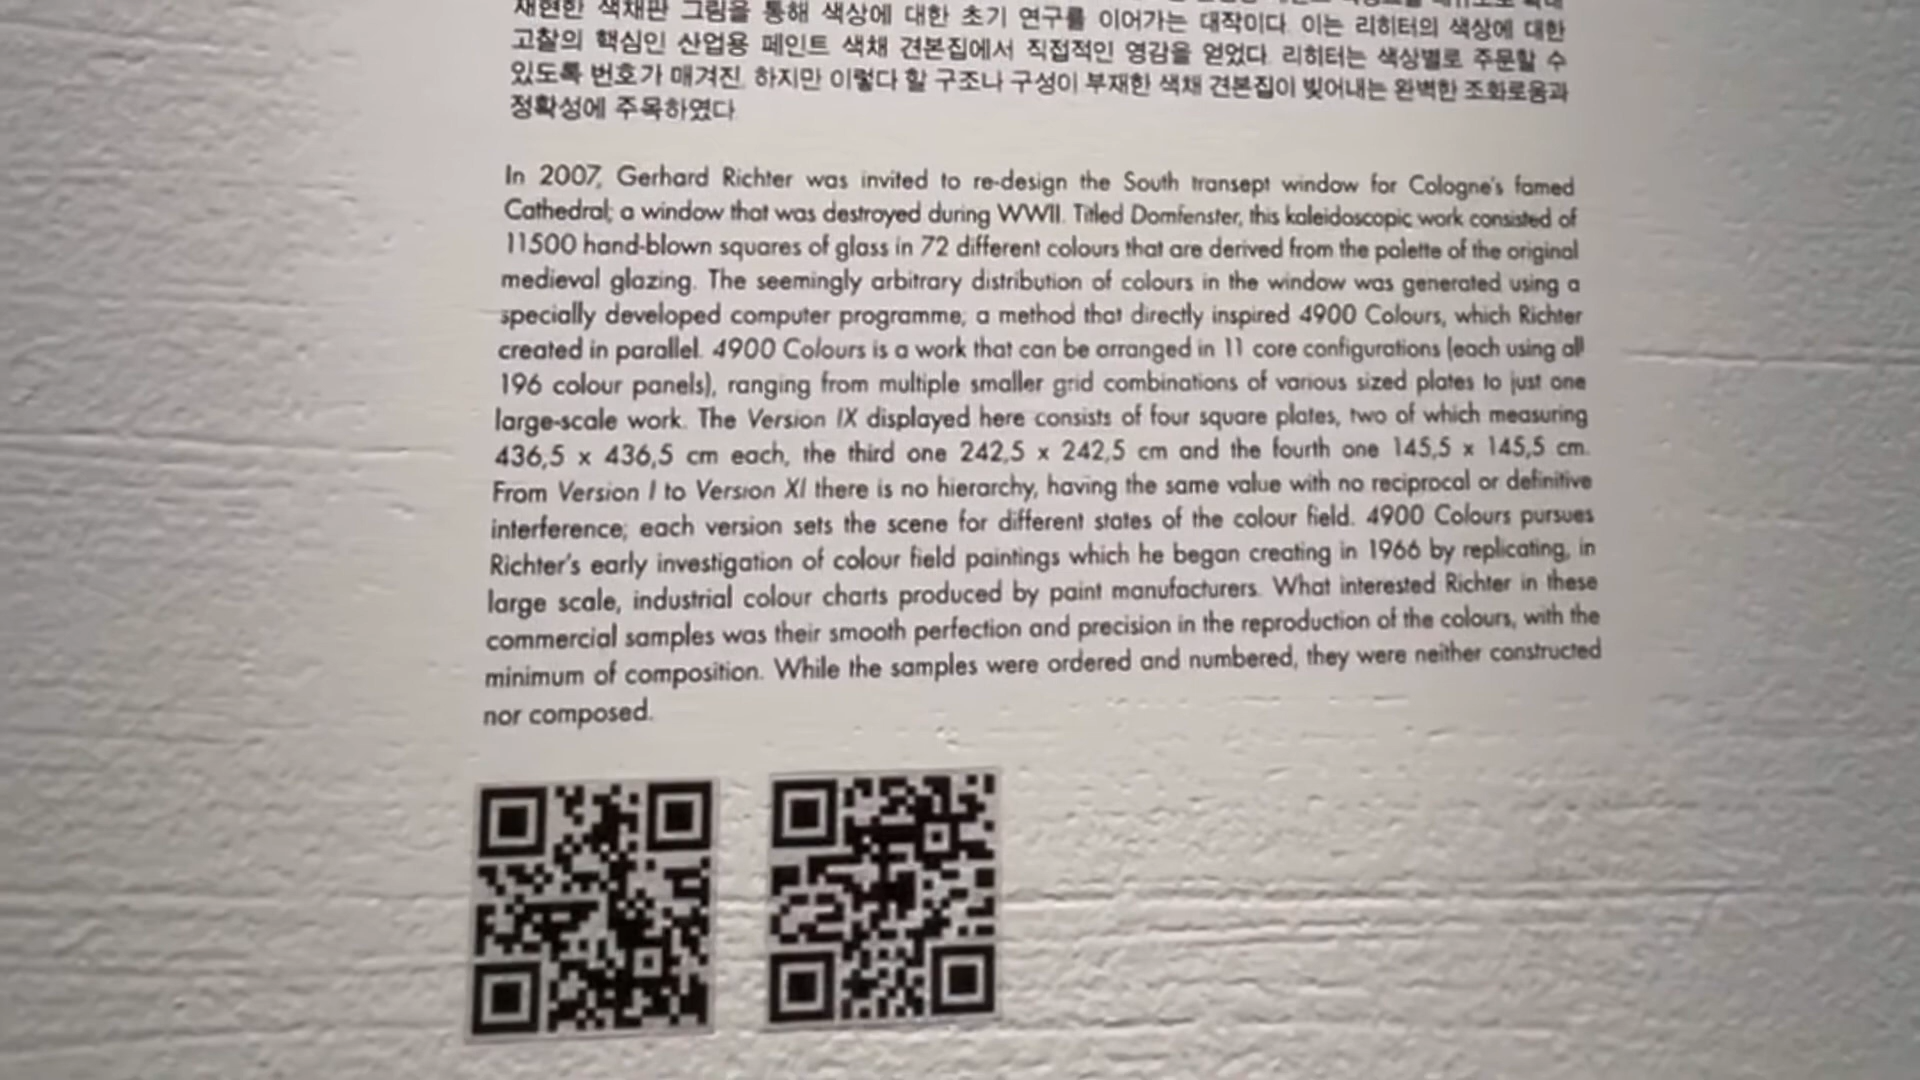 재현한 색채판 그림을 통해 색상에 대한 초기 연구를 이어가는 대작이다. 이는 리히터의 색상에 대한
고찰의 핵심인 산업용 페인트 색채 견본집에서 직접적인 영감을 얻었다. 리히터는 색상별로 주문할 수
있도록 번호가 매겨진, 하지만 이렇다 할 구조나 구성이 부재한 색채 견본집이 빚어내는 완벽한 조화로움과
정확성에 주목하였다.
In 2007, Gerhard Richter was invited to re-design the South transept window for Cologne's famed
Cathedral; a window that was destroyed during WWII. Titled Domfenster, this kaleidoscopic work consisted of
11500 hand-blown squares of glass in 72 different colours that are derived from the palette of the original
medieval glazing. The seemingly arbitrary distribution of colours in the window was generated using a
specially developed computer programme; a method that directly inspired 4900 Colours, which Richter
created in parallel. 4900 Colours is a work that can be arranged in 11 core configurations (each using all
196 colour panels), ranging from multiple smaller grid combinations of various sized plates to just one
large-scale work. The Version IX displayed here consists of four square plates, two of which measuring
436,5 x 436,5 cm each, the third one 242,5 x 242,5 cm and the fourth one 145,5 x 145,5 cm.
From Version I to Version XI there is no hierarchy, having the same value with no reciprocal or definitive
interference; each version sets the scene for different states of the colour field. 4900 Colours pursues
Richter's early investigation of colour field paintings which he began creating in 1966 by replicating, in
large scale, industrial colour charts produced by paint manufacturers. What interested Richter in these
commercial samples was their smooth perfection and precision in the reproduction of the colours, with the
minimum of composition. While the samples were ordered and numbered, they were neither constructed
nor composed.